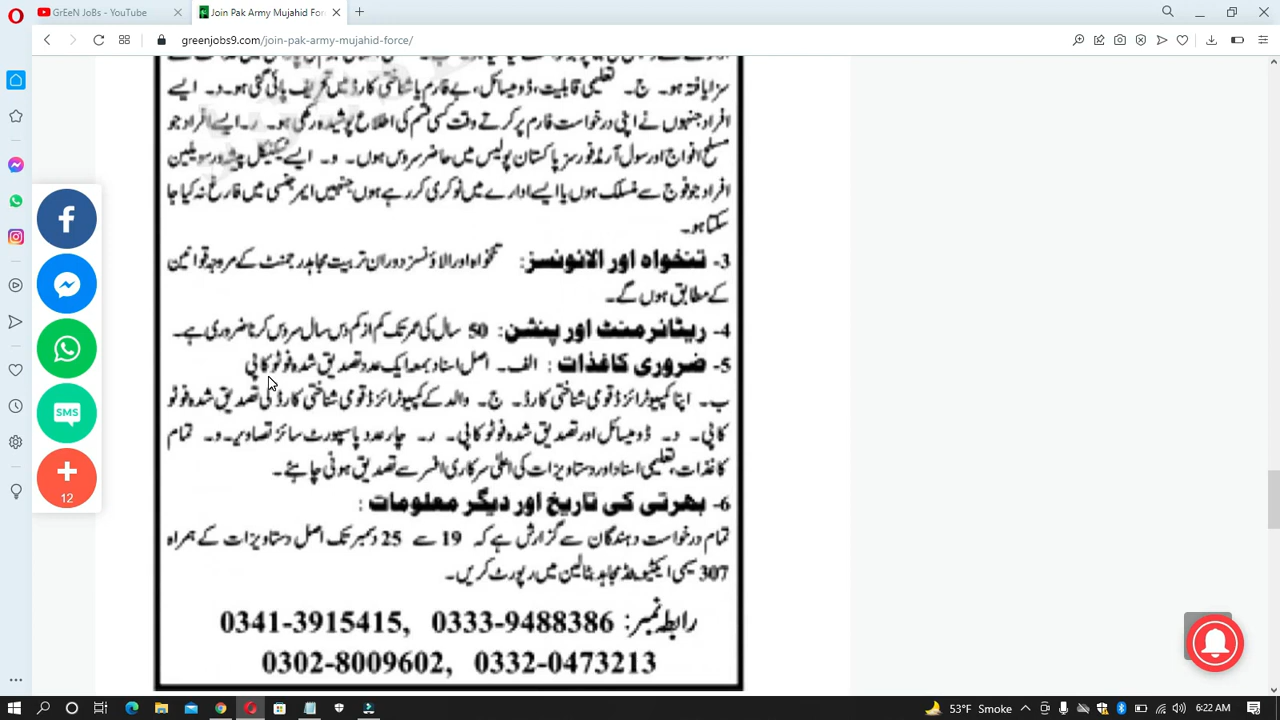 GrEeN JoBs - YouTube
Join Pak Army Mujahid For
greenjobs9.com/join-pak-army-mujahid-force/
سزا یافتہ ہو۔ ج۔ تعلیمی قابلیت، ڈومیسائل، بے فارم یا شناختی کارڈ میں تحریف پائی گئی ہو۔ د۔ ایسے
افراد جنہوں نے اپنی درخواست فارم پر کرتے وقت کسی قسم کی اطلاع پوشیدہ رکھی ہو۔ ر۔ ایسے افراد جو
مسلح افواج اور سول آرمڈ فورسز پاکستان پولیس میں حاضر سروس ہوں۔ و۔ ایسے ٹیکنیکل پیشہ ور سویلین
افراد جو فوج سے منسلک ہوں یا ایسے ادارے میں نوکری کر رہے ہوں جنہیں ایمرجنسی میں فارغ نہ کیا جا
سکتا ہو۔
3- تنخواہ اور الاؤنسز: تنخواہ اور الاؤنسز دوران تربیت مجاہد رجمنٹ کے مروجہ قوانین
کے مطابق ہوں گے۔
4- ریٹائرمنٹ اور پنشن: 50 سال کی عمر تک کم از کم دس سال سروس کرنا ضروری ہے۔
5- ضروری کاغذات: الف۔ اصل اسناد بمعہ ایک عدد تصدیق شدہ فوٹو کاپی
ب۔ اپنا کمپیوٹرائزڈ قومی شناختی کارڈ۔ ج۔ والد کے کمپیوٹرائزڈ قومی شناختی کارڈ کی تصدیق شدہ فوٹو
کاپی۔ د۔ ڈومیسائل اور تصدیق شدہ فوٹو کاپی۔ ر۔ چار عدد پاسپورٹ سائز تصاویر۔ و۔ تمام
کاغذات، تعلیمی اسناد اور دستاویزات کی اعلیٰ سرکاری افسر سے تصدیق ہونی چاہئے۔
6- بھرتی کی تاریخ اور دیگر معلومات:
تمام درخواست دہندگان سے گزارش ہے کہ 19 سے 25 دسمبر تک اصل دستاویزات کے ہمراہ
307 سیمی ایکٹیویٹڈ مجاہد بٹالین میں رپورٹ کریں۔
رابطہ نمبر: 0333-9488386 ,0341-3915415
0332-0473213 ,0302-8009602
SMS
12
53°F Smoke
6:22 AM